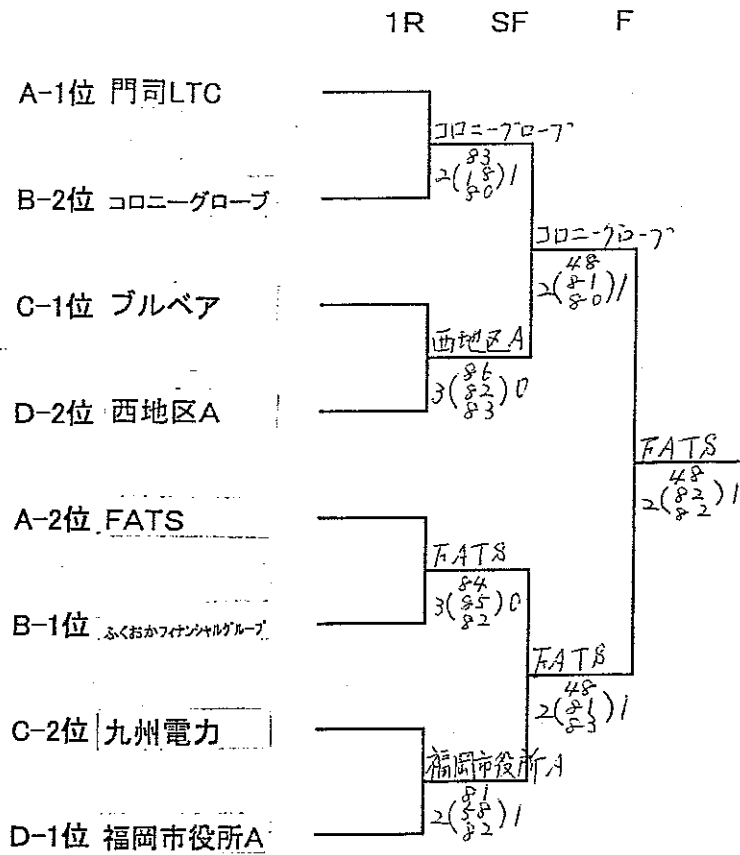 1R SF F
A-1位 門司LTC
コロニーグローブ
83
2(18)1
80
B-2位 コロニーグローブ
コロニーグローブ
48
2(81)1
80
C-1位 ブルベア
西地区A
86
3(82)0
83
D-2位 西地区A
FATS
48
2(82)1
82
A-2位 FATS
FATS
84
3(85)0
82
B-1位 ふくおかフィナンシャルグループ
FATS
48
2(81)1
83
C-2位 九州電力
福岡市役所A
81
2(58)1
82
D-1位 福岡市役所A